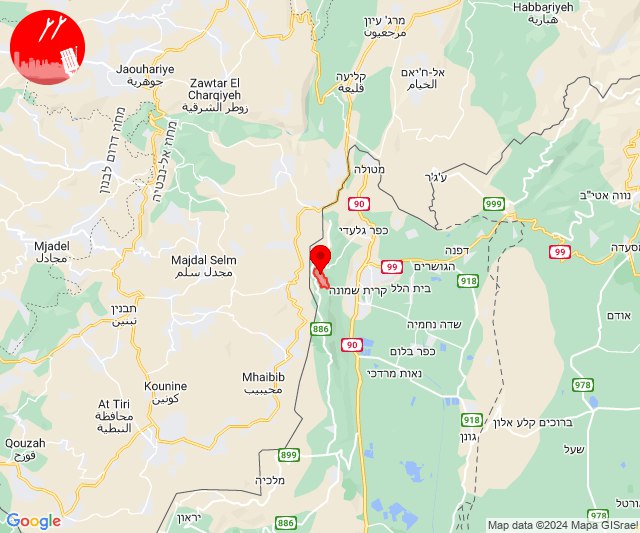 Habbariyeh
هبارية
מרג' עיון
مرجعيون
Jaouhariye
جوهرية
קליעה
قليعة
אל-ח'יאם
الخيام
Zawtar El
Charqiyeh
زوطر الشرقية
מחוז דרום לבנון
מחוז אל-נבטיה
מטולה
ע'ג'ר
90
999
נווה אטי"ב
כפר גלעדי
Mjadel
مجادل
Majdal Selm
مجدل سلم
דפנה
99
99
הגושרים
918
מסעדה
קרית שמונה
בית הלל
תבנין
تبنين
886
שדה נחמיה
אודם
90
כפר בלום
נאות מרדכי
Kounine
كونين
Mhaibib
محيبيب
978
At Tiri
محافظة
النبطية
918
ברוכים קלע אלון
גונן
Qouzah
قوزح
899
שעל
מלכיה
יראון
886
978
ורטל
Google
Map data ©2024 Mapa GISrael